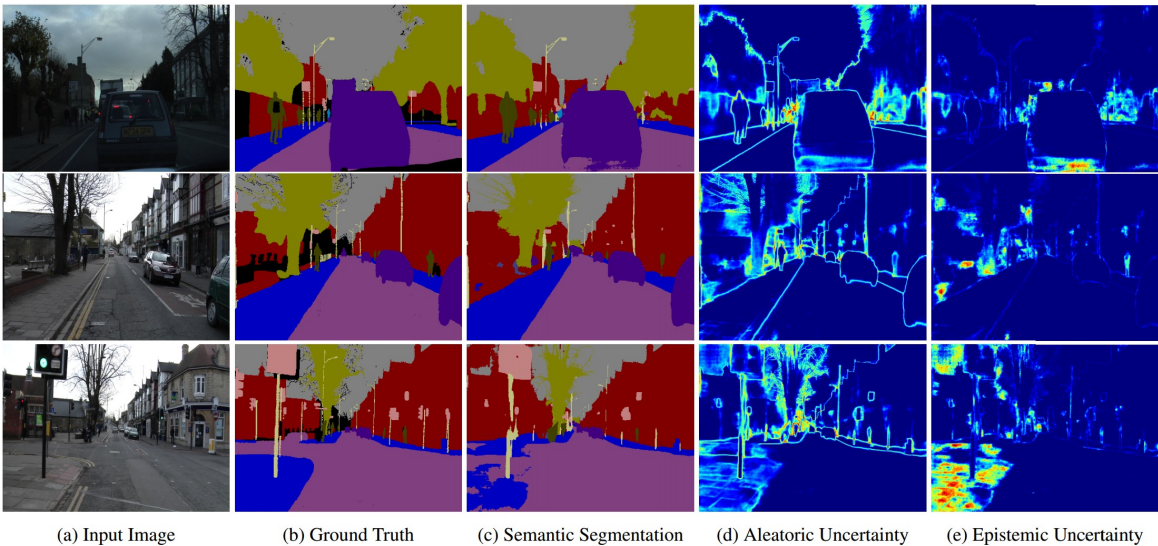 (a) Input Image
(b) Ground Truth
(c) Semantic Segmentation
(d) Aleatoric Uncertainty
(e) Epistemic Uncertainty